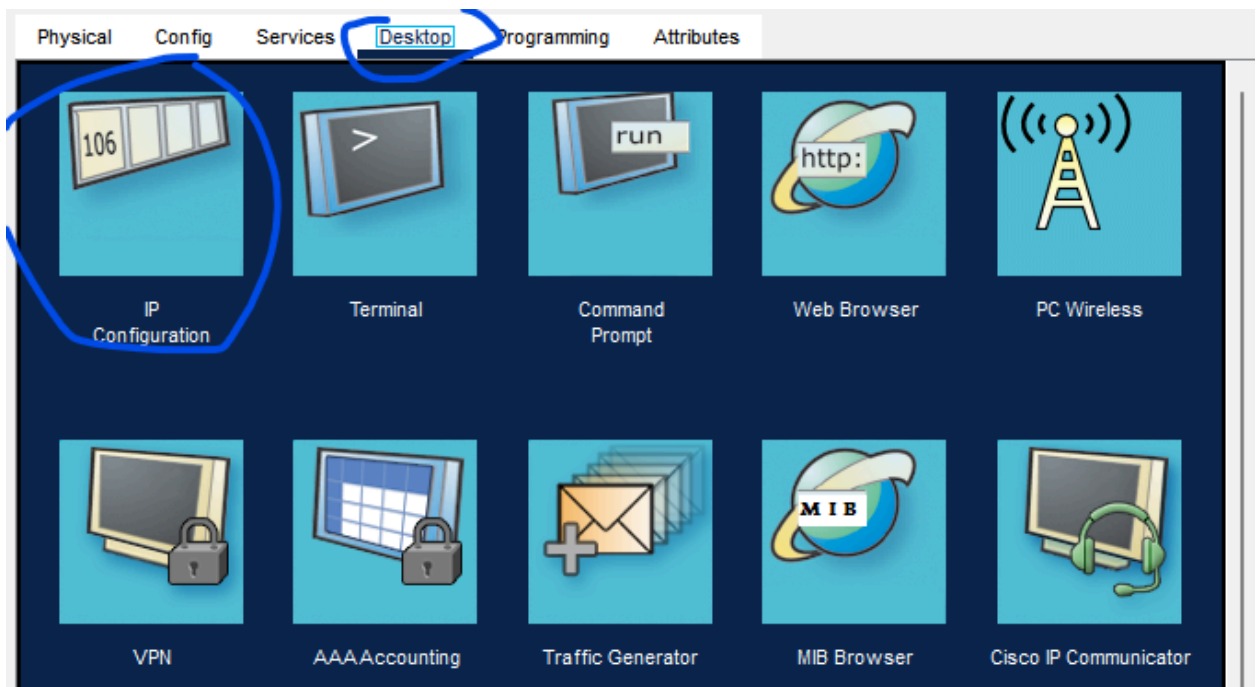 Physical Config Services Desktop Programming Attributes
106
>
run
http:
IP
Configuration
Terminal
Command
Prompt
Web Browser
PC Wireless
MIB
VPN
AAA Accounting
Traffic Generator
MIB Browser
Cisco IP Communicator